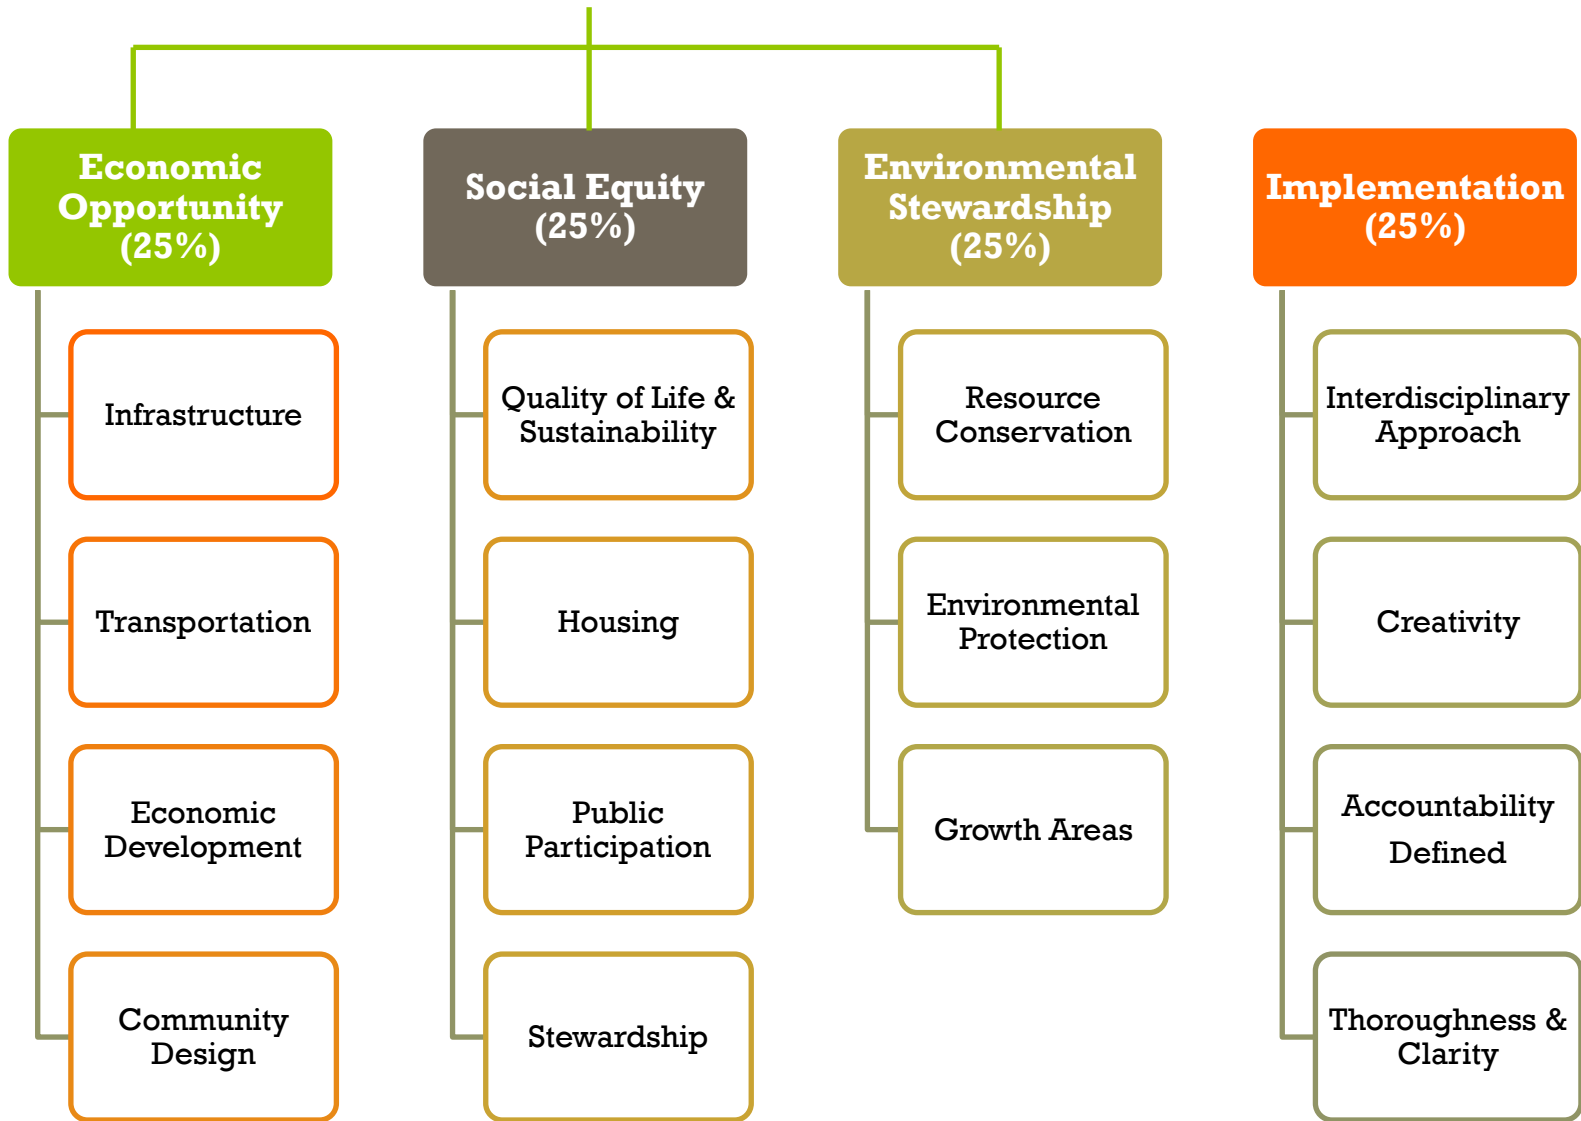 Economic
Opportunity
(25%)
Infrastructure
Transportation
Economic
Development
Community
Design
Social Equity
(25%)
Quality of Life &
Sustainability
Housing
Public
Participation
Stewardship
Environmental
Stewardship
(25%)
Resource
Conservation
Environmental
Protection
Growth Areas
Implementation
(25%)
Interdisciplinary
Approach
Creativity
Accountability
Defined
Thoroughness &
Clarity